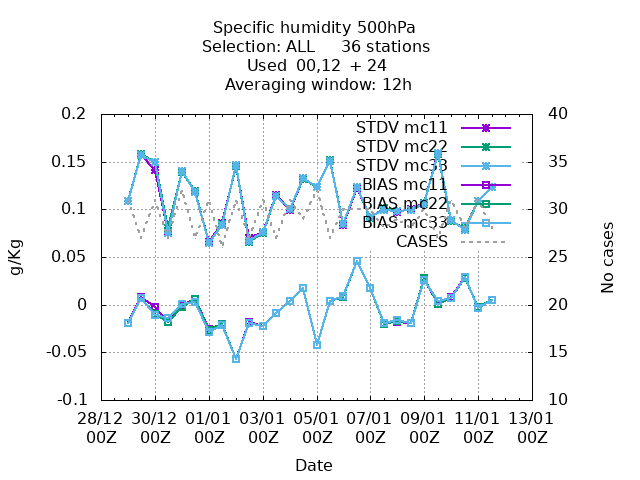 Specific humidity 500hPa
Selection: ALL 36 stations
Used 00,12 + 24
Averaging window: 12h
0.2
0.15
0.1
0.05
0
-0.05
-0.1
g/Kg
40
35
30
25
20
15
10
No cases
STDV mc11
STDV mc22
STDV mc33
BIAS mc11
BIAS mc22
BIAS mc33
CASES
28/12 30/12 01/01 03/01 05/01 07/01 09/01 11/01 13/01
00Z 00Z 00Z 00Z 00Z 00Z 00Z 00Z 00Z
Date